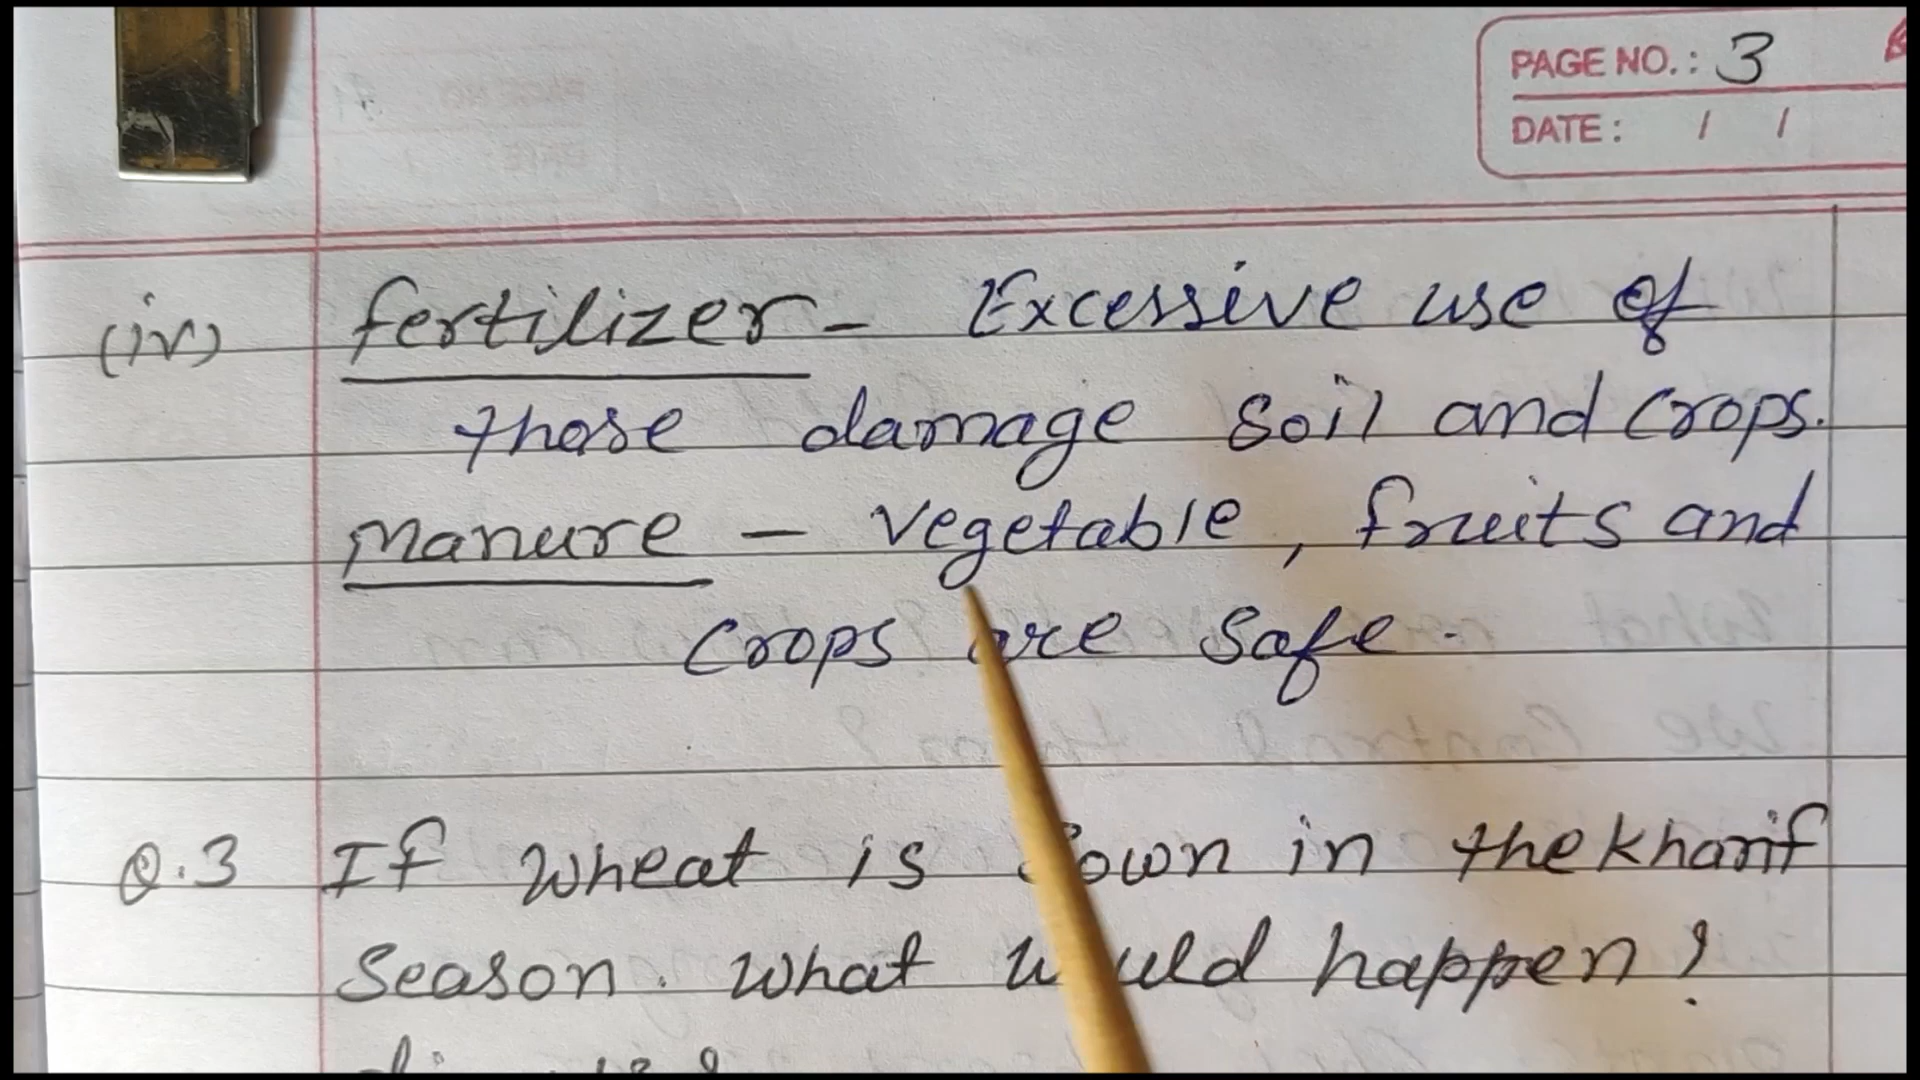 PAGE NO.: 3
DATE: / /
(iv) fertilizer - Excessive use of
those damage soil and crops.
Manure - vegetable, fruits and
crops are safe.
Q.3 If wheat is sown in the kharif
season. what would happen?